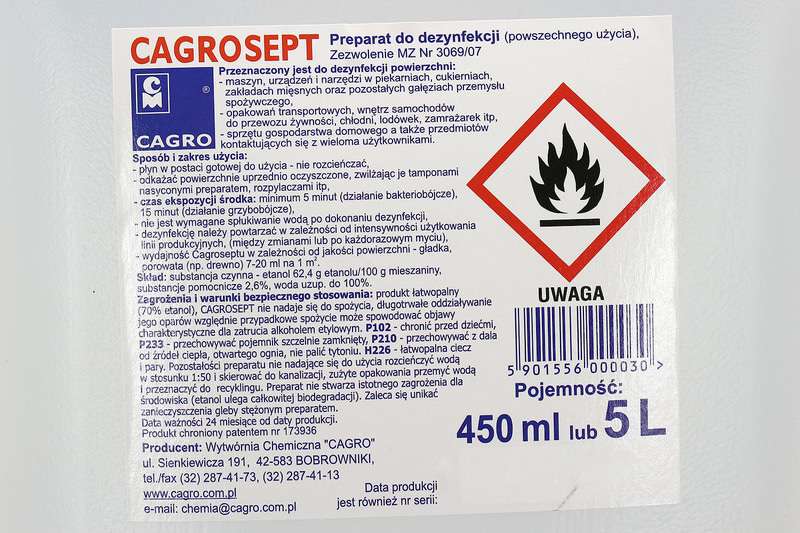 CAGROSEPT Preparat do dezynfekcji (powszechnego użycia),
Zezwolenie MZ Nr 3069/07
CM ®
CAGRO
Przeznaczony jest do dezynfekcji powierzchni:
- maszyn, urządzeń i narzędzi w piekarniach, cukierniach,
zakładach mięsnych oraz pozostałych gałęziach przemysłu
spożywczego,
- opakowań transportowych, wnętrz samochodów
do przewozu żywności, chłodni, lodówek, zamrażarek itp,
- sprzętu gospodarstwa domowego a także przedmiotów
kontaktujących się z wieloma użytkownikami.
Sposób i zakres użycia:
- płyn w postaci gotowej do użycia - nie rozcieńczać,
- odkażać powierzchnie uprzednio oczyszczone, zwilżając je tamponami
nasyconymi preparatem, rozpylaczami itp,
- czas ekspozycji środka: minimum 5 minut (działanie bakteriobójcze),
15 minut (działanie grzybobójcze),
- nie jest wymagane spłukiwanie wodą po dokonaniu dezynfekcji,
- dezynfekcję należy powtarzać w zależności od intensywności użytkowania
linii produkcyjnych, (między zmianami lub po każdorazowym myciu),
- wydajność Cagroseptu w zależności od jakości powierzchni - gładka,
porowata (np. drewno) 7-20 ml na 1 m².
Skład: substancja czynna - etanol 62,4 g etanolu/100 g mieszaniny,
substancje pomocnicze 2,6%, woda uzup. do 100%.
Zagrożenia i warunki bezpiecznego stosowania: produkt łatwopalny
(70% etanol), CAGROSEPT nie nadaje się do spożycia, długotrwałe oddziaływanie
jego oparów względnie przypadkowe spożycie może spowodować objawy
charakterystyczne dla zatrucia alkoholem etylowym. P102 - chronić przed dziećmi,
P233 - przechowywać pojemnik szczelnie zamknięty, P210 - przechowywać z dala
od źródeł ciepła, otwartego ognia, nie palić tytoniu. H226 - łatwopalna ciecz
i pary. Pozostałości preparatu nie nadające się do użycia rozcieńczyć wodą
w stosunku 1:50 i skierować do kanalizacji, zużyte opakowania przemyć wodą
i przeznaczyć do recyklingu. Preparat nie stwarza istotnego zagrożenia dla
środowiska (etanol ulega całkowitej biodegradacji). Zaleca się unikać
zanieczyszczenia gleby stężonym preparatem.
Data ważności 24 miesiące od daty produkcji.
Produkt chroniony patentem nr 173936
Producent: Wytwórnia Chemiczna "CAGRO"
ul. Sienkiewicza 191, 42-583 BOBROWNIKI,
tel./fax (32) 287-41-73, (32) 287-41-13
www.cagro.com.pl
e-mail: chemia@cagro.com.pl
Data produkcji
jest również nr serii:
UWAGA
5 901556 000030 >
Pojemność:
450 ml lub 5 L